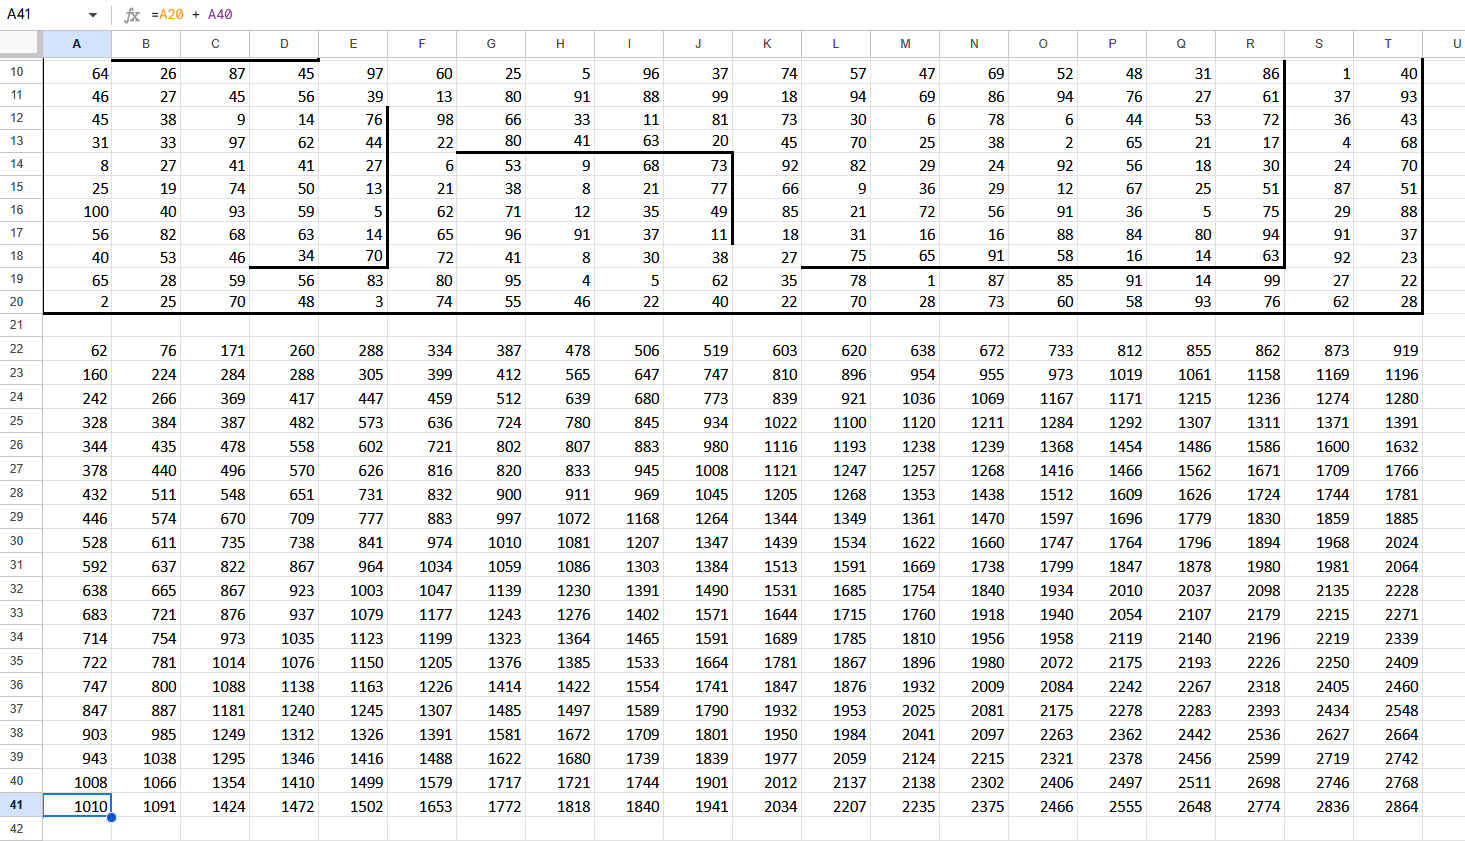 A41 fx =A20 + A40
A B C D E F G H I J K L M N O P Q R S T U
10 64 26 87 45 97 60 25 5 96 37 74 57 47 69 52 48 31 86 1 40
11 46 27 45 56 39 13 80 91 88 99 18 94 69 86 94 76 27 61 37 93
12 45 38 9 14 76 98 66 33 11 81 73 30 6 78 6 44 53 72 36 43
13 31 33 97 62 44 22 80 41 63 20 45 70 25 38 2 65 21 17 4 68
14 8 27 41 41 27 6 53 9 68 73 92 82 29 24 92 56 18 30 24 70
15 25 19 74 50 13 21 38 8 21 77 66 9 36 29 12 67 25 51 87 51
16 100 40 93 59 5 62 71 12 35 49 85 21 72 56 91 36 5 75 29 88
17 56 82 68 63 14 65 96 91 37 11 18 31 16 16 88 84 80 94 91 37
18 40 53 46 34 70 72 41 8 30 38 27 75 65 91 58 16 14 63 92 23
19 65 28 59 56 83 80 95 4 5 62 35 78 1 87 85 91 14 99 27 22
20 2 25 70 48 3 74 55 46 22 40 22 70 28 73 60 58 93 76 62 28
21
22 62 76 171 260 288 334 387 478 506 519 603 620 638 672 733 812 855 862 873 919
23 160 224 284 288 305 399 412 565 647 747 810 896 954 955 973 1019 1061 1158 1169 1196
24 242 266 369 417 447 459 512 639 680 773 839 921 1036 1069 1167 1171 1215 1236 1274 1280
25 328 384 387 482 573 636 724 780 845 934 1022 1100 1120 1211 1284 1292 1307 1311 1371 1391
26 344 435 478 558 602 721 802 807 883 980 1116 1193 1238 1239 1368 1454 1486 1586 1600 1632
27 378 440 496 570 626 816 820 833 945 1008 1121 1247 1257 1268 1416 1466 1562 1671 1709 1766
28 432 511 548 651 731 832 900 911 969 1045 1205 1268 1353 1438 1512 1609 1626 1724 1744 1781
29 446 574 670 709 777 883 997 1072 1168 1264 1344 1349 1361 1470 1597 1696 1779 1830 1859 1885
30 528 611 735 738 841 974 1010 1081 1207 1347 1439 1534 1622 1660 1747 1764 1796 1894 1968 2024
31 592 637 822 867 964 1034 1059 1086 1303 1384 1513 1591 1669 1738 1799 1847 1878 1980 1981 2064
32 638 665 867 923 1003 1047 1139 1230 1391 1490 1531 1685 1754 1840 1934 2010 2037 2098 2135 2228
33 683 721 876 937 1079 1177 1243 1276 1402 1571 1644 1715 1760 1918 1940 2054 2107 2179 2215 2271
34 714 754 973 1035 1123 1199 1323 1364 1465 1591 1689 1785 1810 1956 1958 2119 2140 2196 2219 2339
35 722 781 1014 1076 1150 1205 1376 1385 1533 1664 1781 1867 1896 1980 2072 2175 2193 2226 2250 2409
36 747 800 1088 1138 1163 1226 1414 1422 1554 1741 1847 1876 1932 2009 2084 2242 2267 2318 2405 2460
37 847 887 1181 1240 1245 1307 1485 1497 1589 1790 1932 1953 2025 2081 2175 2278 2283 2393 2434 2548
38 903 985 1249 1312 1326 1391 1581 1672 1709 1801 1950 1984 2041 2097 2263 2362 2442 2536 2627 2664
39 943 1038 1295 1346 1416 1488 1622 1680 1739 1839 1977 2059 2124 2215 2321 2378 2456 2599 2719 2742
40 1008 1066 1354 1410 1499 1579 1717 1721 1744 1901 2012 2137 2138 2302 2406 2497 2511 2698 2746 2768
41 1010 1091 1424 1472 1502 1653 1772 1818 1840 1941 2034 2207 2235 2375 2466 2555 2648 2774 2836 2864
42